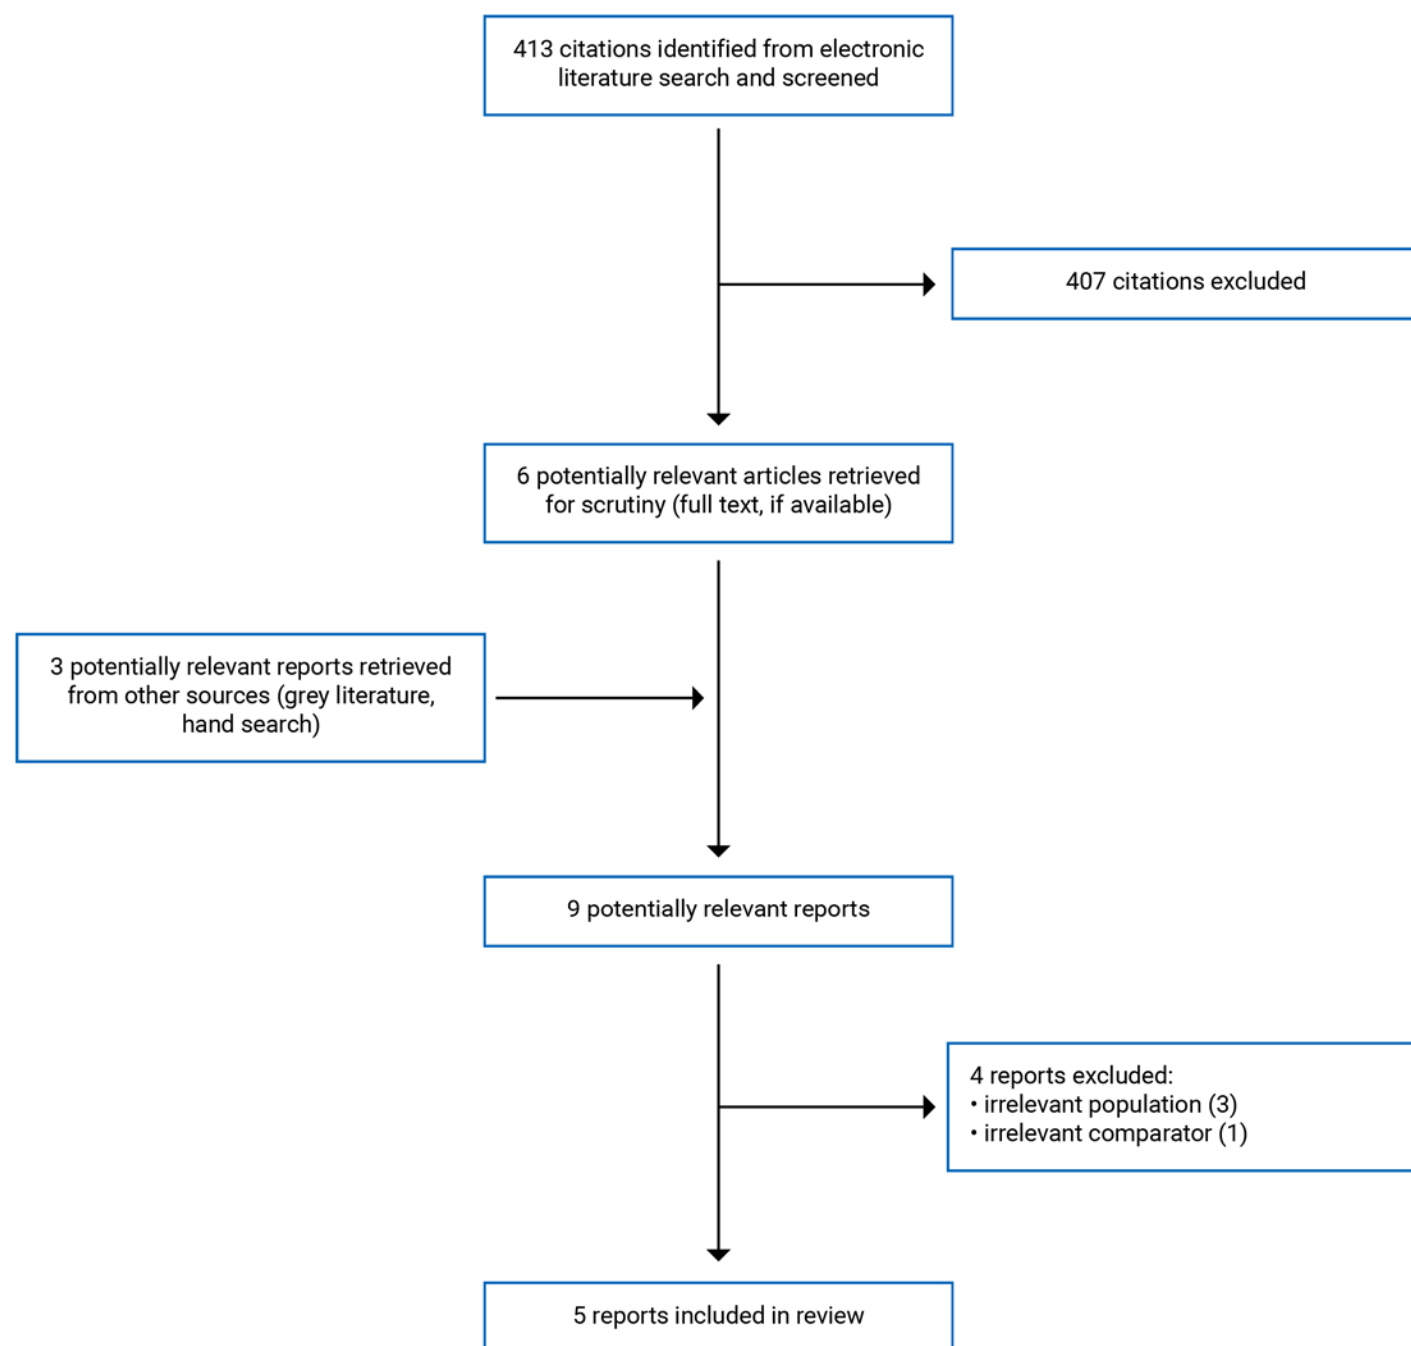 413 citations identified from electronic
literature search and screened
407 citations excluded
6 potentially relevant articles retrieved
for scrutiny (full text, if available)
3 potentially relevant reports retrieved
from other sources (grey literature,
hand search)
9 potentially relevant reports
4 reports excluded:
• irrelevant population (3)
• irrelevant comparator (1)
5 reports included in review